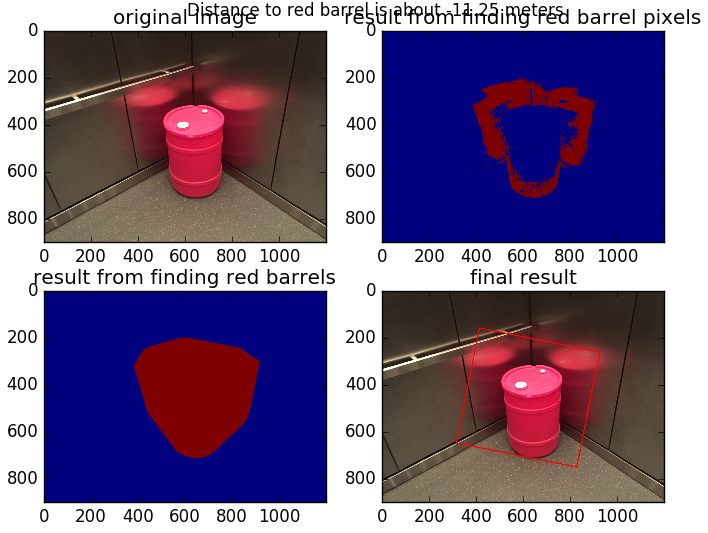 Distance to red barrel is about -11.25 meters
original image
result from finding red barrel pixels
0
200
400
600
800
0 200 400 600 800 1000
0
200
400
600
800
0 200 400 600 800 1000
result from finding red barrels
final result
0
200
400
600
800
0 200 400 600 800 1000
0
200
400
600
800
0 200 400 600 800 1000